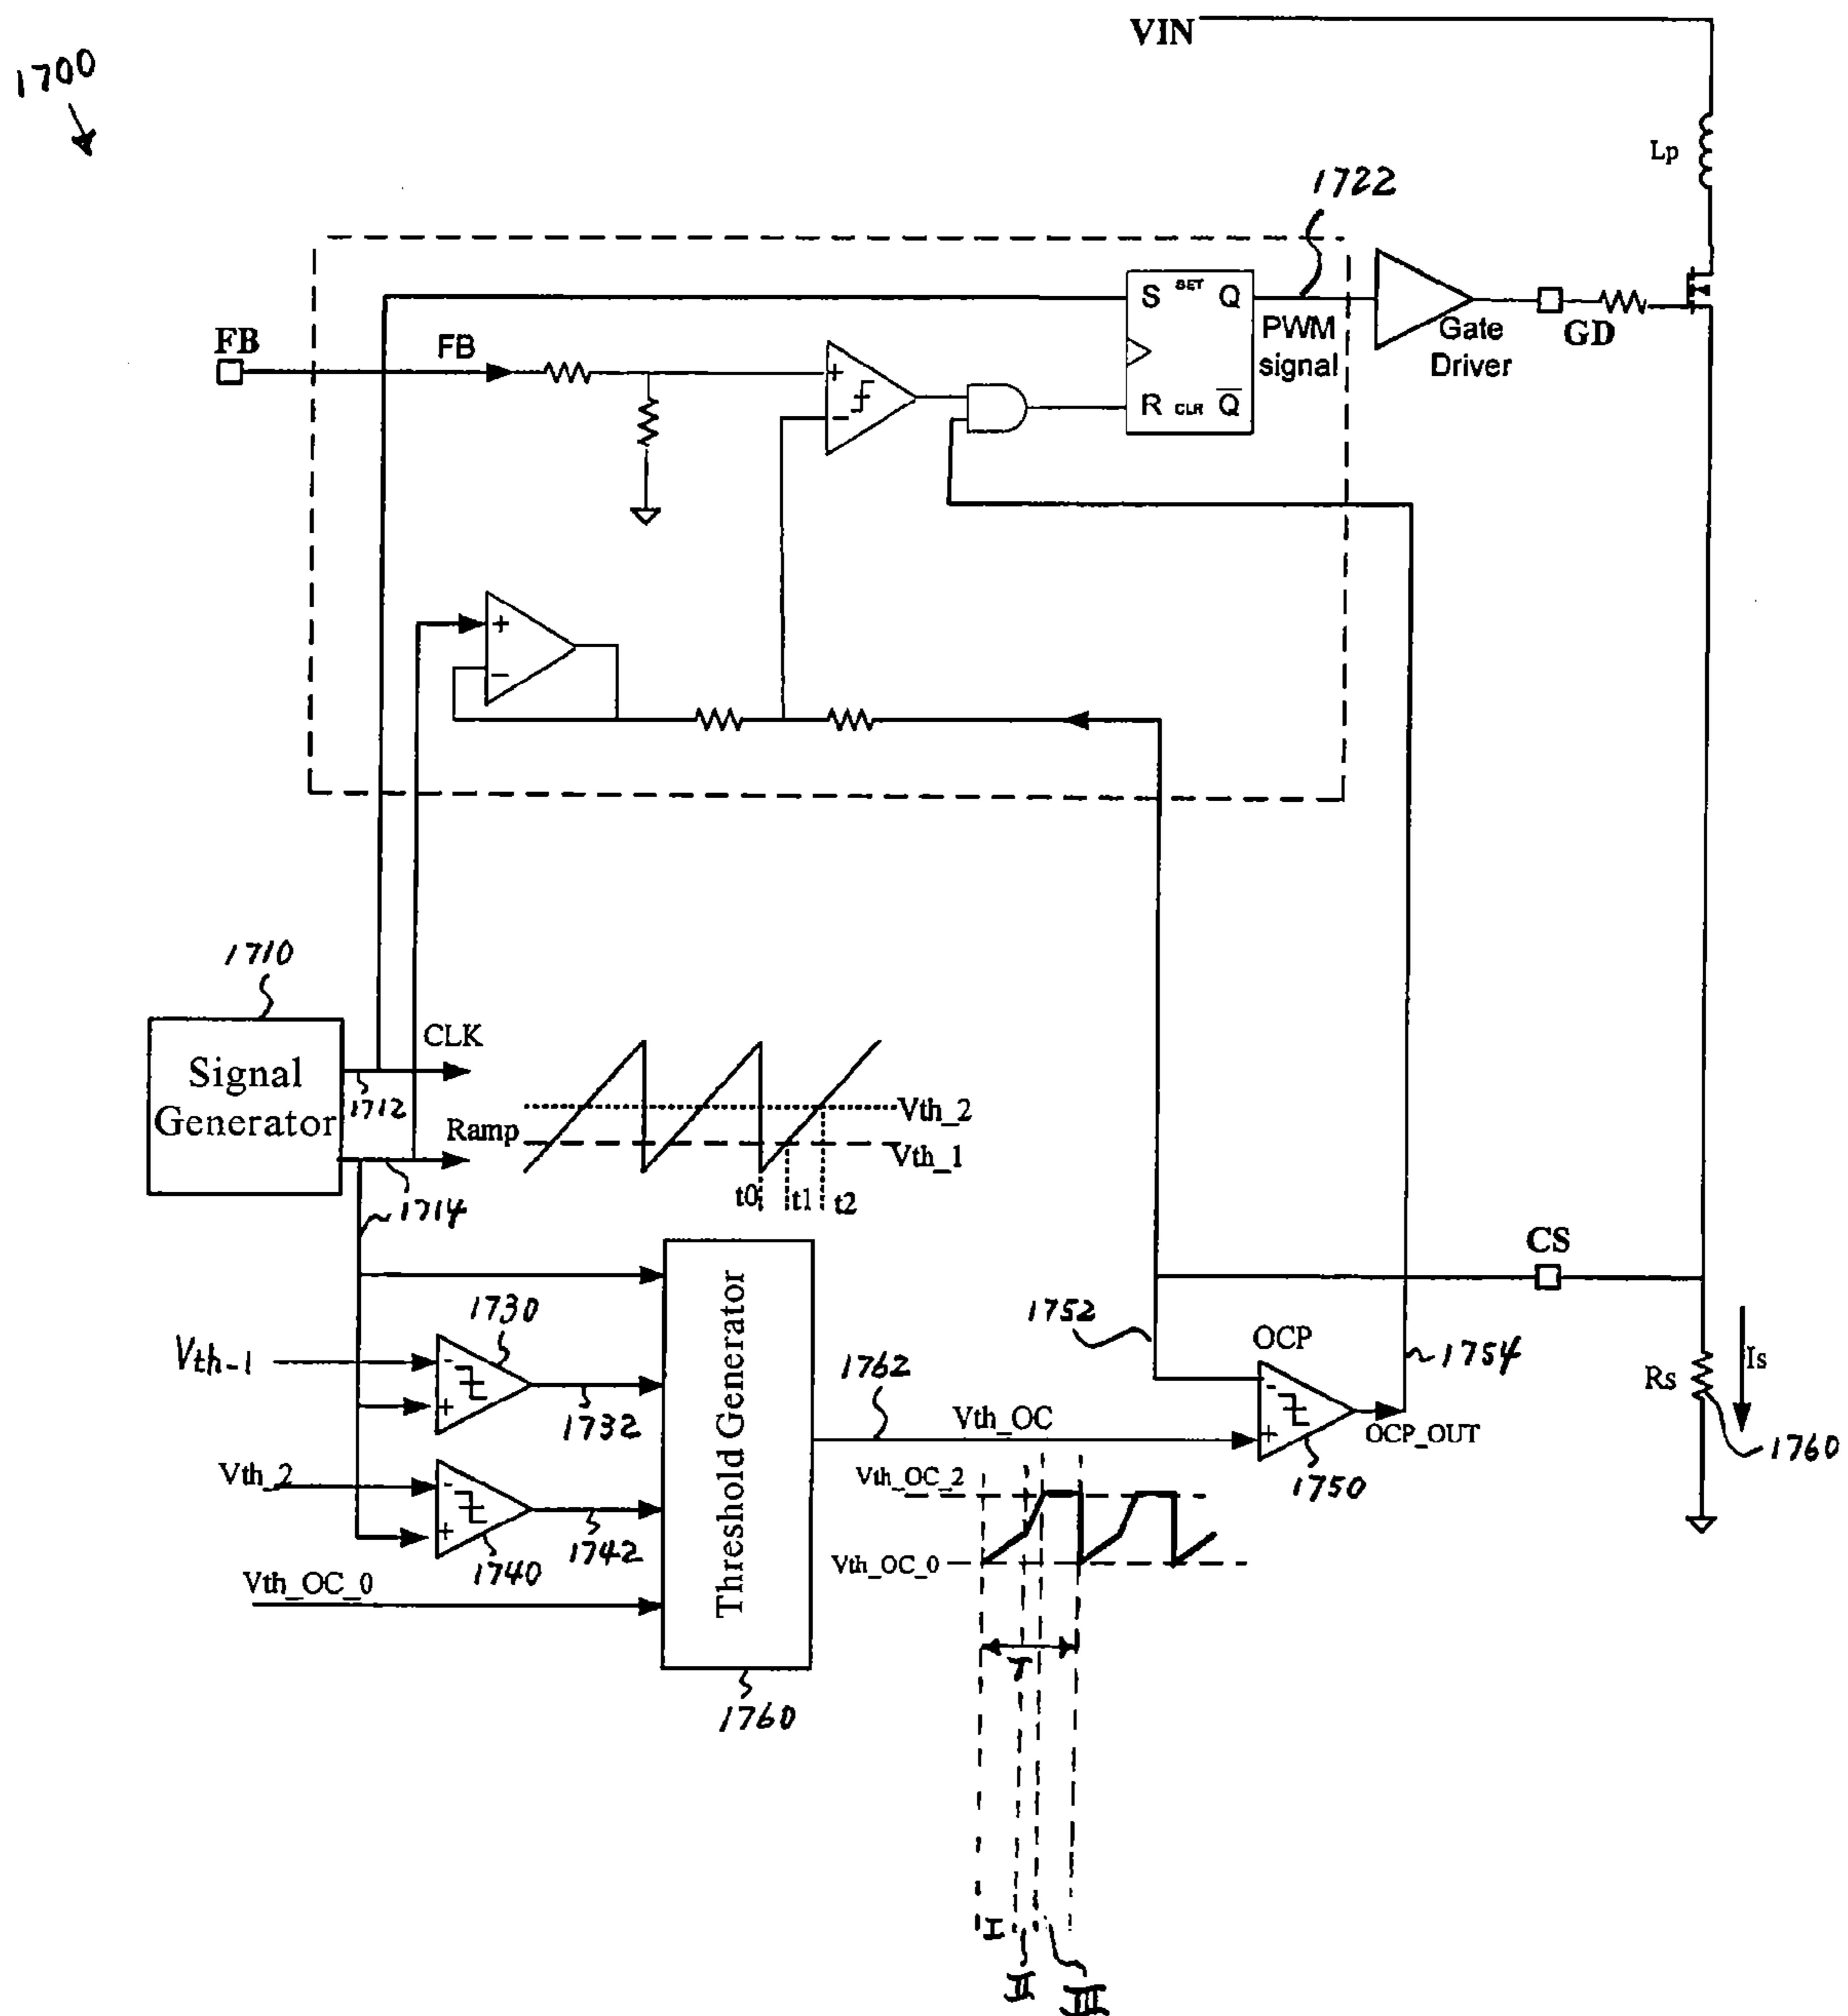 1700
VIN
Lp
1722
S SET Q
PWM
signal
R CLR Q
Gate
Driver
GD
FB
FB
+
-
+
-
1710
Signal
Generator
CLK
1712
Ramp
Vth_2
Vth_1
t0
t1
t2
1714
CS
Threshold Generator
1730
Vth-1
-
+
1732
Vth_2
-
+
1740
1742
Vth_OC_0
1760
1762
Vth_OC
1752
OCP
-
+
1750
OCP_OUT
1754
Rs
Is
1760
Vth_OC_2
Vth_OC_0
T
I
II
III